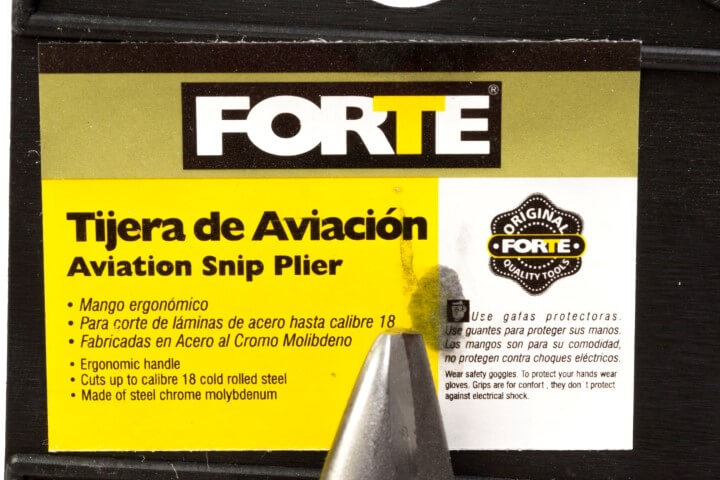 FORTE®
Tijera de Aviación
Aviation Snip Plier
• Mango ergonómico
• Para corte de láminas de acero hasta calibre 18
• Fabricadas en Acero al Cromo Molibdeno
• Ergonomic handle
• Cuts up to calibre 18 cold rolled steel
• Made of steel chrome molybdenum
ORIGINAL
FORTE
QUALITY TOOLS
Use gafas protectoras.
Use guantes para proteger sus manos.
Los mangos son para su comodidad,
no protegen contra choques eléctricos.
Wear safety goggles. To protect your hands wear
gloves. Grips are for confort, they don´t protect
against electrical shock.